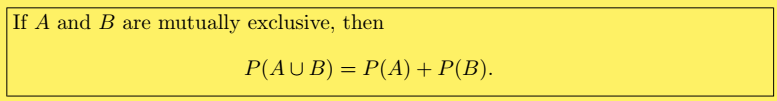 If A and B are mutually exclusive, then
P(A ∪ B) = P(A) + P(B).